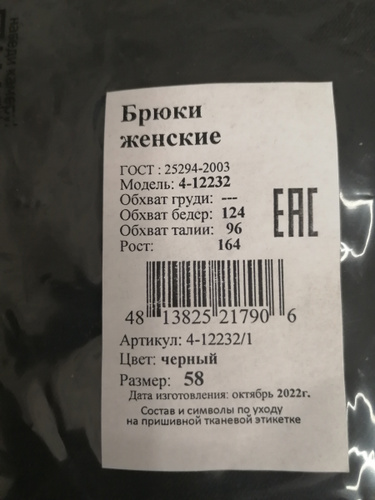 Брюки
женские
ГОСТ : 25294-2003
Модель: 4-12232
Обхват груди: ---
Обхват бедер: 124
Обхват талии: 96
Рост: 164
EAC
48 13825 21790 6
Артикул: 4-12232/1
Цвет: черный
Размер: 58
Дата изготовления: октябрь 2022г.
Состав и символы по уходу
на пришивной тканевой этикетке